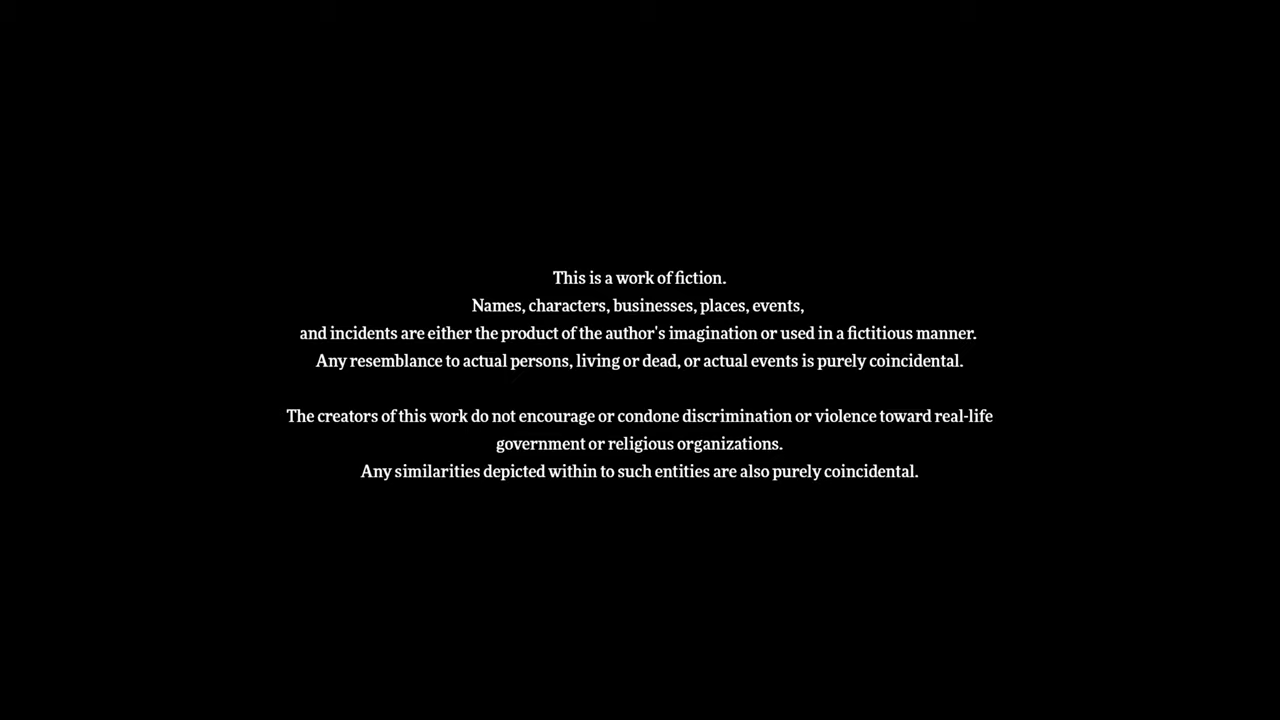 This is a work of fiction.
Names, characters, businesses, places, events,
and incidents are either the product of the author's imagination or used in a fictitious manner.
Any resemblance to actual persons, living or dead, or actual events is purely coincidental.
The creators of this work do not encourage or condone discrimination or violence toward real-life
government or religious organizations.
Any similarities depicted within to such entities are also purely coincidental.